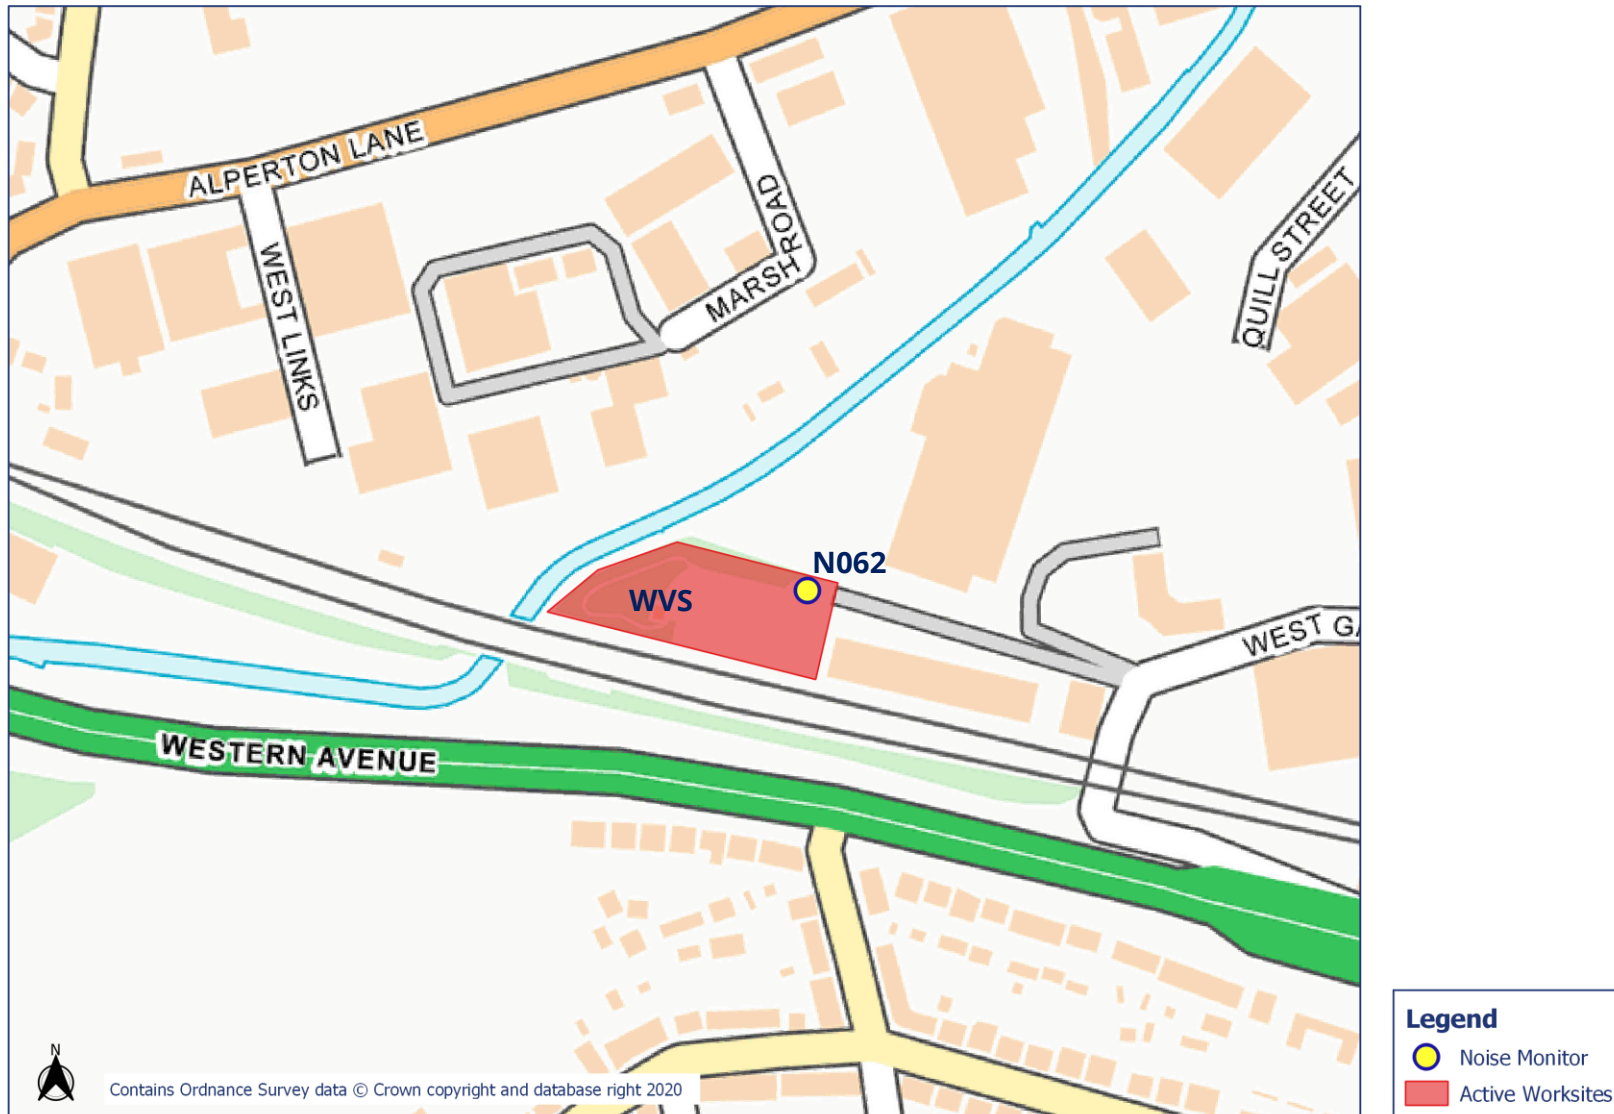 ALPERTON LANE
WEST LINKS
MARSH ROAD
QUILL STREET
N062
WVS
WEST GA
WESTERN AVENUE
N
Contains Ordnance Survey data © Crown copyright and database right 2020
Legend
Noise Monitor
Active Worksites